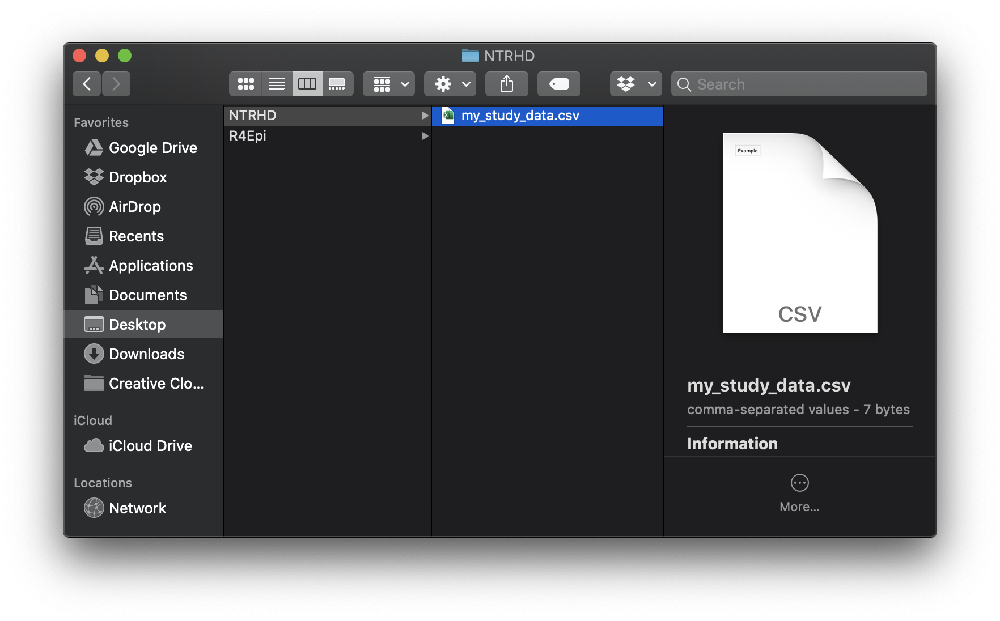 NTRHD
Search
Favorites
Google Drive
Dropbox
AirDrop
Recents
Applications
Documents
Desktop
Downloads
Creative Clo...
iCloud
iCloud Drive
Locations
Network
NTRHD
R4Epi
my_study_data.csv
Example
CSV
my_study_data.csv
comma-separated values - 7 bytes
Information
More...